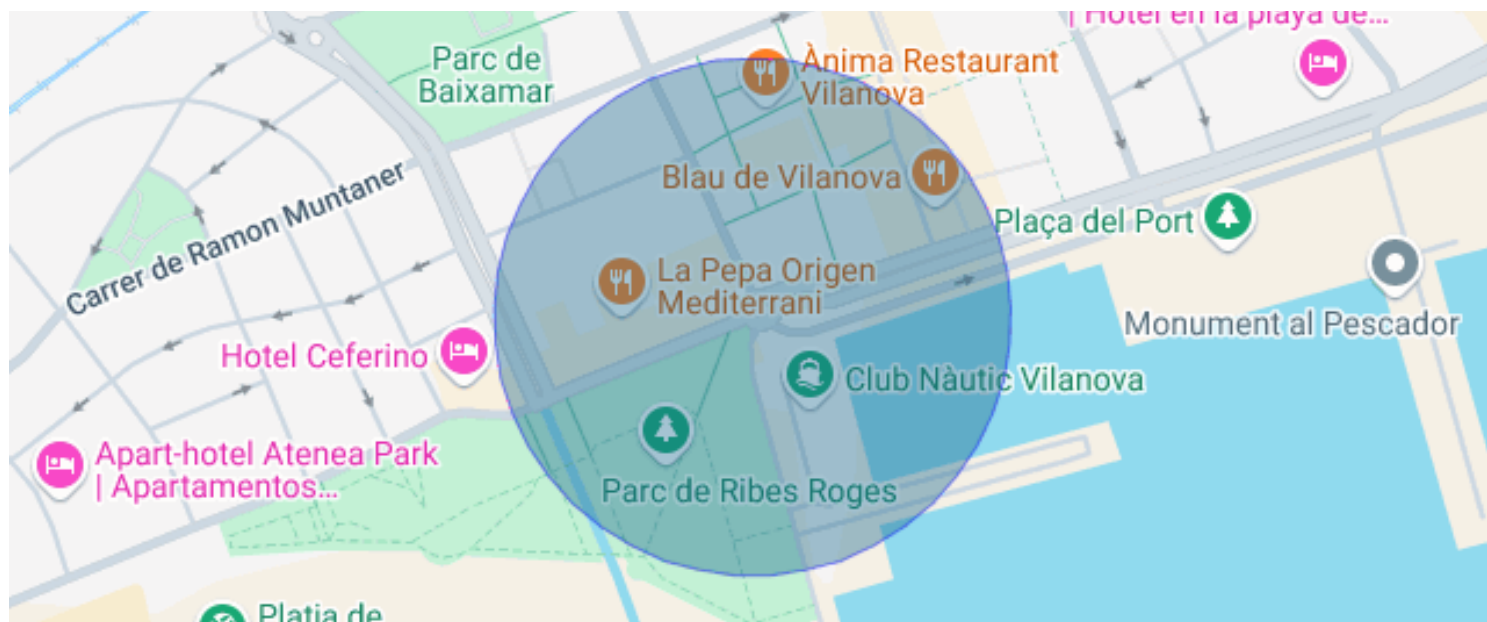 | Hotel en la playa de...
Parc de
Baixamar
Ànima Restaurant
Vilanova
Blau de Vilanova
Carrer de Ramon Muntaner
Plaça del Port
La Pepa Origen
Mediterrani
Monument al Pescador
Hotel Ceferino
Club Nàutic Vilanova
Apart-hotel Atenea Park
| Apartamentos...
Parc de Ribes Roges
Platja de